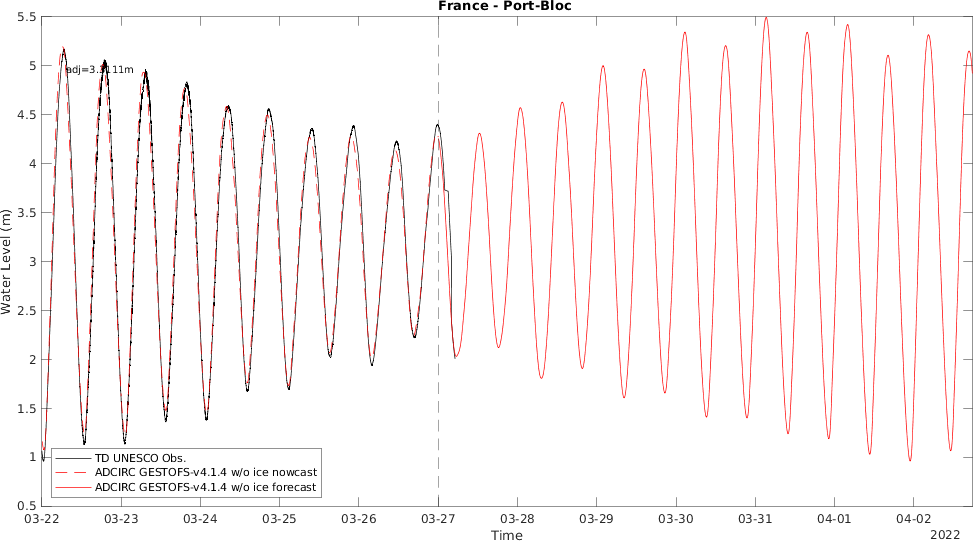 France - Port-Bloc
5.5
5
4.5
4
3.5
3
2.5
2
1.5
1
0.5
Water Level (m)
TD UNESCO Obs.
ADCIRC GESTOFS-v4.1.4 w/o ice nowcast
ADCIRC GESTOFS-v4.1.4 w/o ice forecast
03-22 03-23 03-24 03-25 03-26 03-27 03-28 03-29 03-30 03-31 04-01 04-02
Time
2022